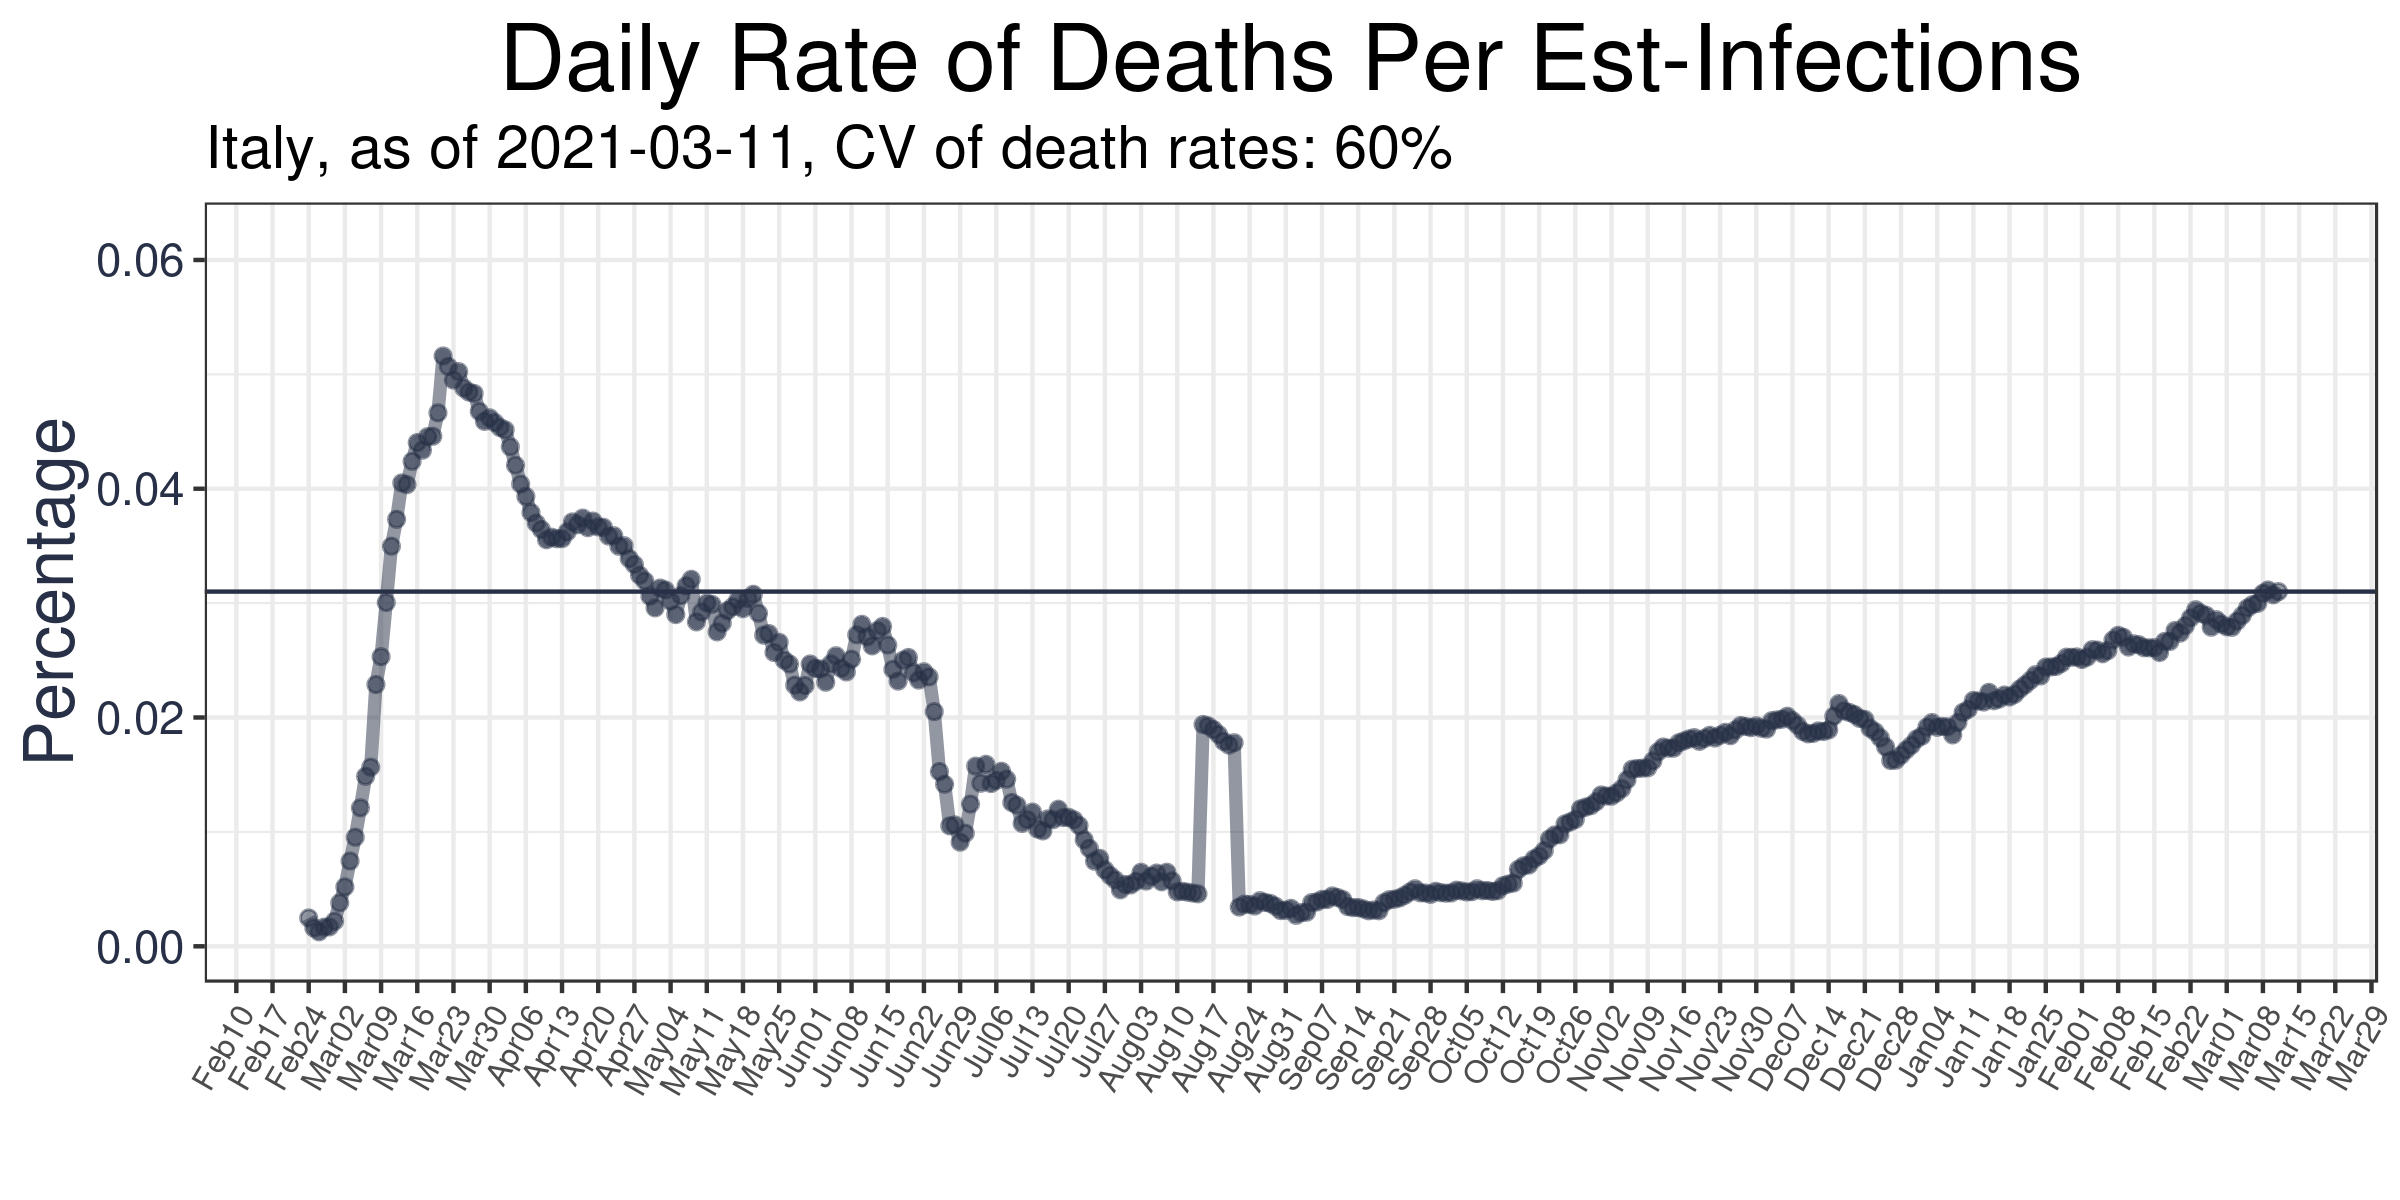 Daily Rate of Deaths Per Est-Infections
Italy, as of 2021-03-11, CV of death rates: 60%
Percentage
0.06
0.04
0.02
0.00
Feb10
Feb17
Feb24
Mar02
Mar09
Mar16
Mar23
Mar30
Apr06
Apr13
Apr20
Apr27
May04
May11
May18
May25
Jun01
Jun08
Jun15
Jun22
Jun29
Jul06
Jul13
Jul20
Jul27
Aug03
Aug10
Aug17
Aug24
Aug31
Sep07
Sep14
Sep21
Sep28
Oct05
Oct12
Oct19
Oct26
Nov02
Nov09
Nov16
Nov23
Nov30
Dec07
Dec14
Dec21
Dec28
Jan04
Jan11
Jan18
Jan25
Feb01
Feb08
Feb15
Feb22
Mar01
Mar08
Mar15
Mar22
Mar29